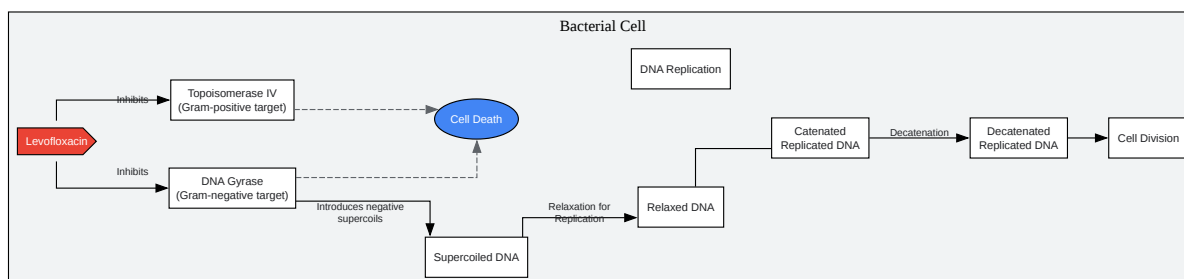 Bacterial Cell
DNA Replication
Topoisomerase IV
(Gram-positive target)
Inhibits
Levofloxacin
Cell Death
Catenated
Replicated DNA
Decatenation
Decatenated
Replicated DNA
Cell Division
Inhibits
DNA Gyrase
(Gram-negative target)
Introduces negative
supercoils
Relaxation for
Replication
Relaxed DNA
Supercoiled DNA